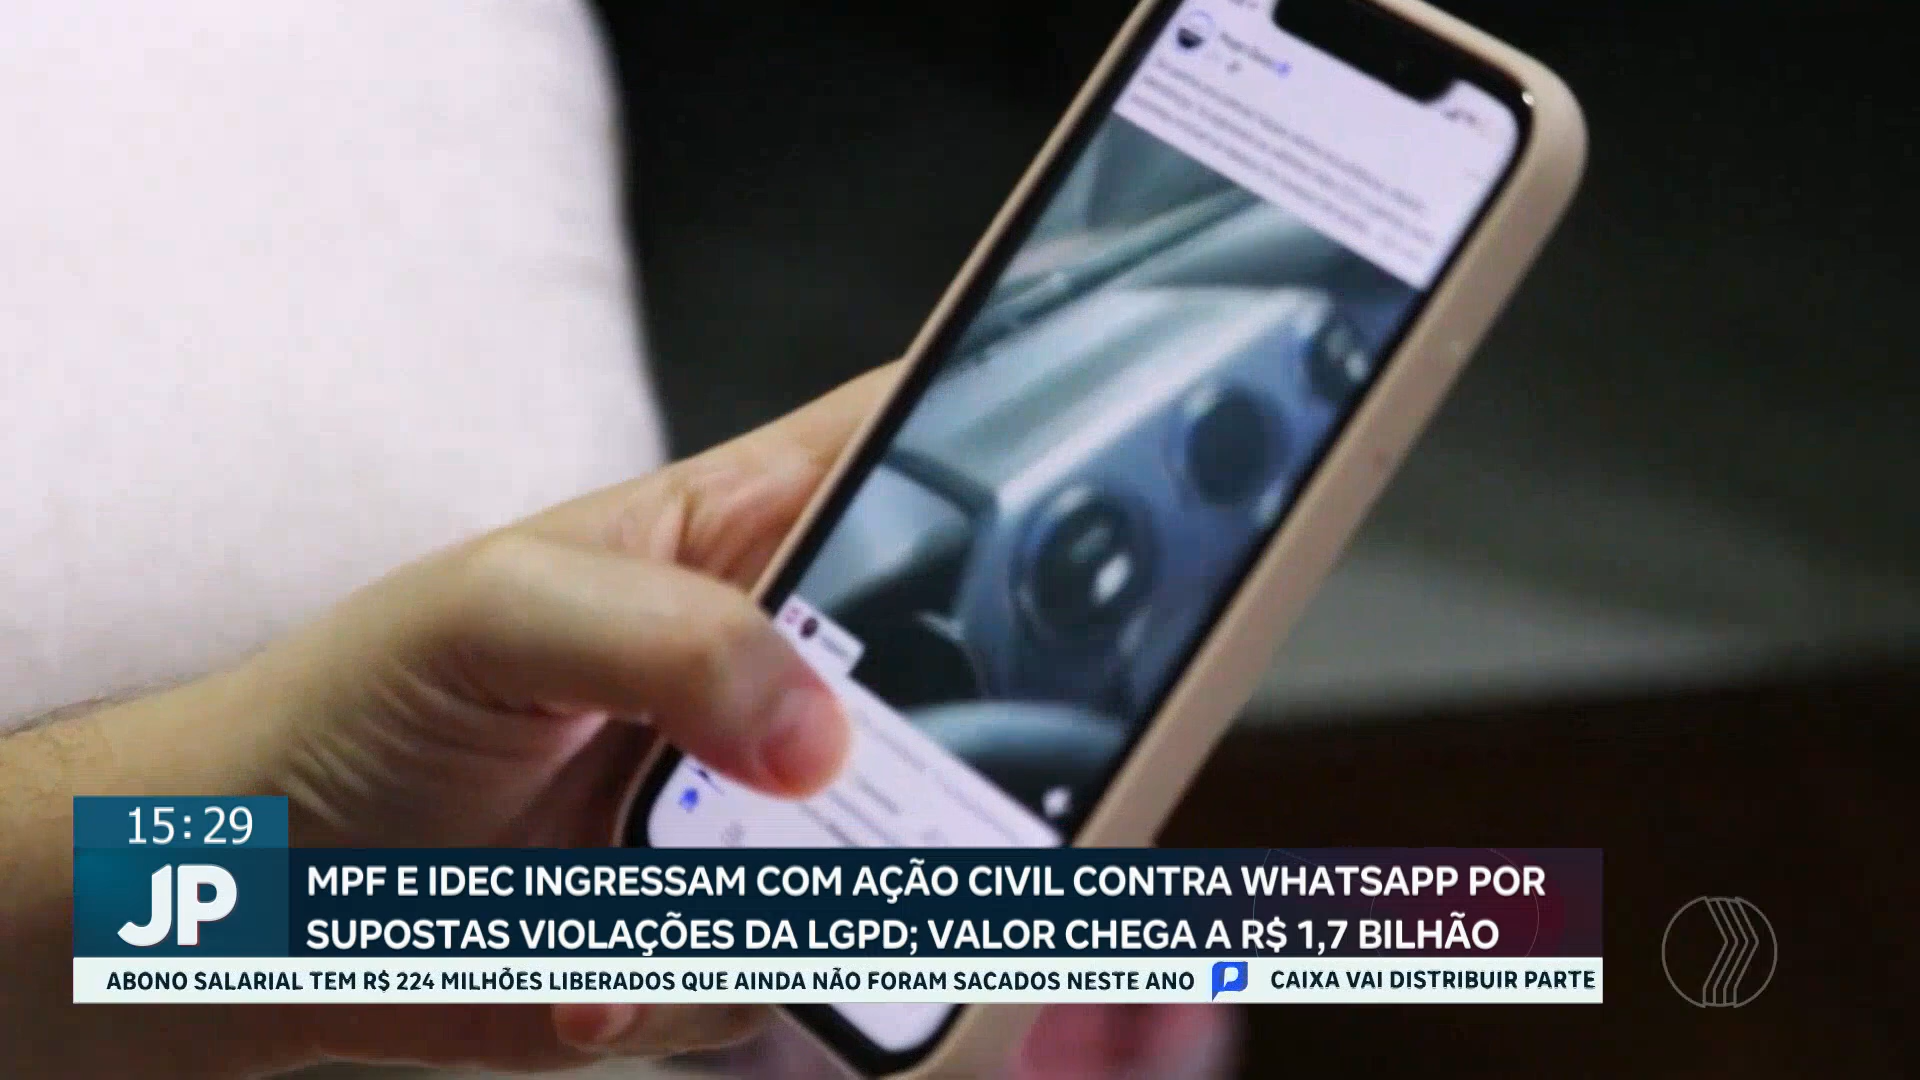 15:29
JP
MPF E IDEC INGRESSAM COM AÇÃO CIVIL CONTRA WHATSAPP POR
SUPOSTAS VIOLAÇÕES DA LGPD; VALOR CHEGA A R$ 1,7 BILHÃO
ABONO SALARIAL TEM R$ 224 MILHÕES LIBERADOS QUE AINDA NÃO FORAM SACADOS NESTE ANO P CAIXA VAI DISTRIBUIR PARTE